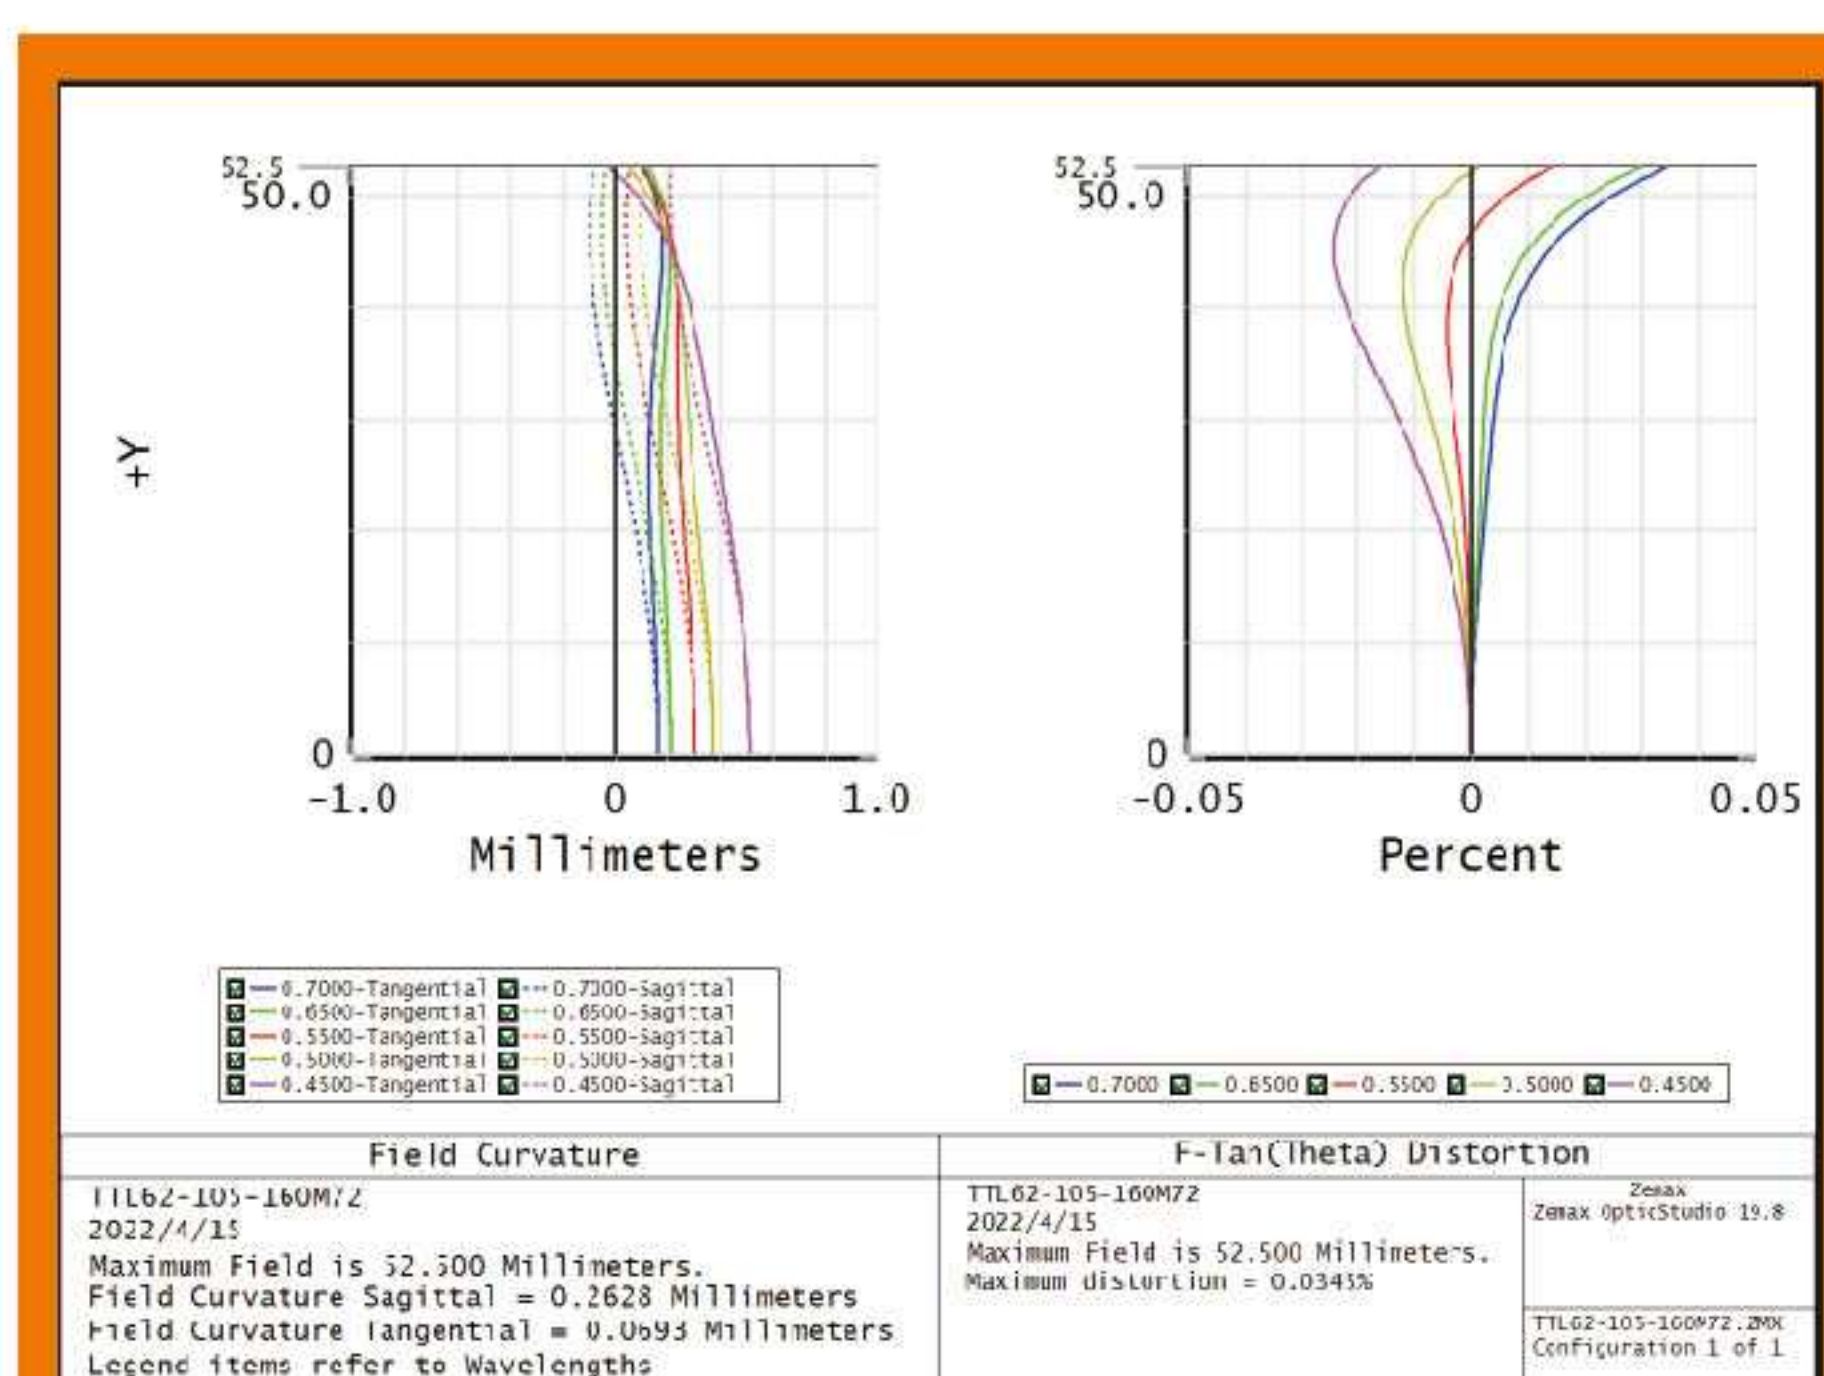 52.5
50.0
+Y
0
-1.0 0 1.0
Millimeters
52.5
50.0
0
-0.05 0 0.05
Percent
0.7000-Tangential 0.7000-Sagittal
0.6500-Tangential 0.6500-Sagittal
0.5500-Tangential 0.5500-Sagittal
0.5000-Tangential 0.5000-Sagittal
0.4500-Tangential 0.4500-Sagittal
0.7000 0.6500 0.5500 0.5000 0.4500
Field Curvature
TTL62-105-160M72
2022/4/15
Maximum Field is 52.500 Millimeters.
Field Curvature Sagittal = 0.2628 Millimeters
Field Curvature Tangential = 0.0693 Millimeters
Legend items refer to Wavelengths
F-Tan(Theta) Distortion
TTL62-105-160M72
2022/4/15
Maximum Field is 52.500 Millimeters.
Maximum distortion = 0.0345%
Zemax
Zemax OpticStudio 19.8
TTL62-105-160M72.ZMX
Configuration 1 of 1